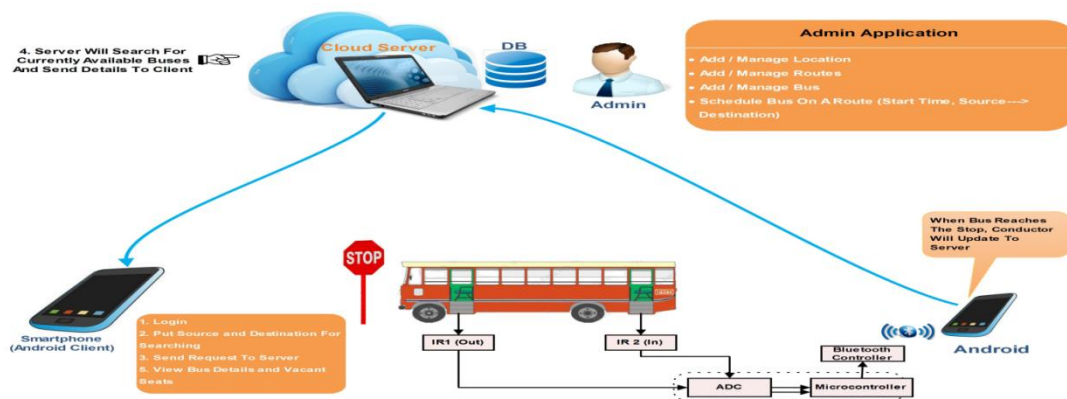 4. Server Will Search For
Currently Available Buses
And Send Details To Client
Cloud Server
DB
Admin
Admin Application
• Add / Manage Location
• Add / Manage Routes
• Add / Manage Bus
• Schedule Bus On A Route (Start Time, Source--->
Destination)
When Bus Reaches
The Stop, Conductor
Will Update To
Server
STOP
Smartphone
(Android Client)
1. Login
2. Put Source and Destination For
Searching
3. Send Request To Server
5. View Bus Details and Vacant
Seats
IR1 (Out)
IR 2 (In)
Bluetooth
Controller
ADC
Microcontroller
Android